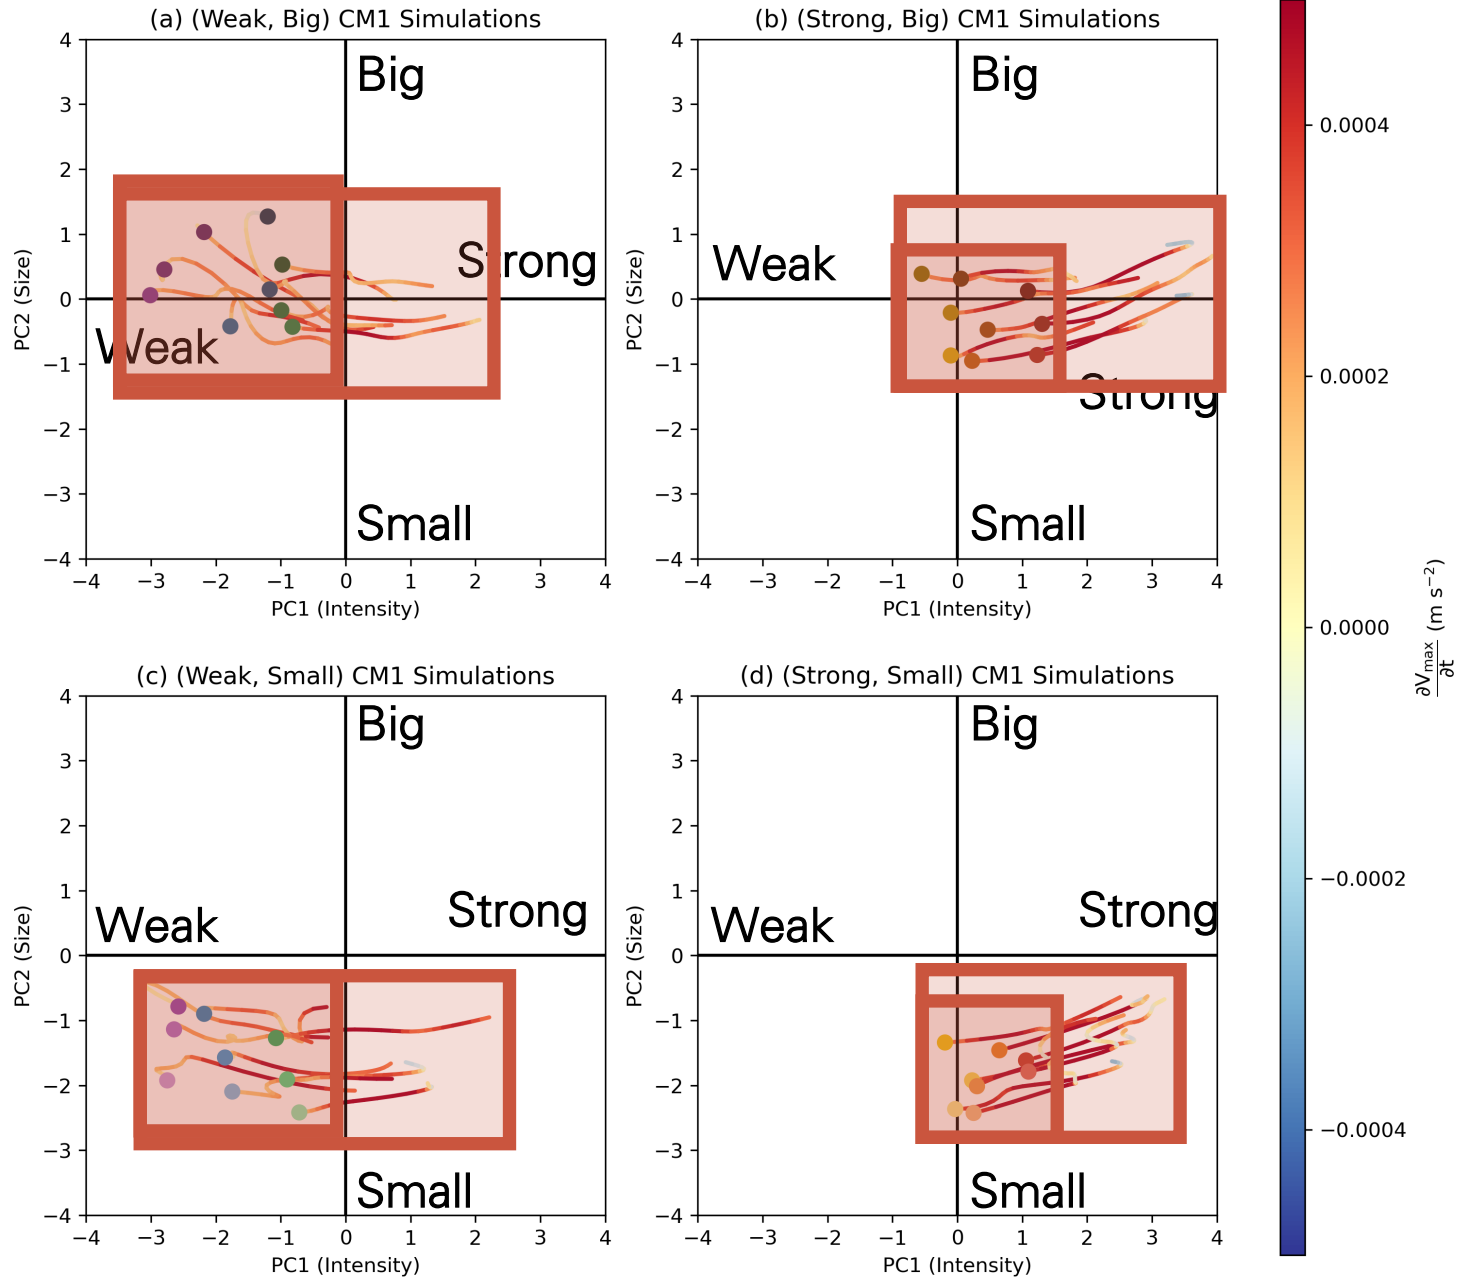 (a) (Weak, Big) CM1 Simulations
4
3
2
1
0
−1
−2
−3
−4
−4 −3 −2 −1 0 1 2 3 4
PC2 (Size)
PC1 (Intensity)
Big
Strong
Weak
Small
(b) (Strong, Big) CM1 Simulations
4
3
2
1
0
−1
−2
−3
−4
−4 −3 −2 −1 0 1 2 3 4
PC2 (Size)
PC1 (Intensity)
Big
Weak
Strong
Small
(c) (Weak, Small) CM1 Simulations
4
3
2
1
0
−1
−2
−3
−4
−4 −3 −2 −1 0 1 2 3 4
PC2 (Size)
PC1 (Intensity)
Big
Strong
Weak
Small
(d) (Strong, Small) CM1 Simulations
4
3
2
1
0
−1
−2
−3
−4
−4 −3 −2 −1 0 1 2 3 4
PC2 (Size)
PC1 (Intensity)
Big
Strong
Weak
Small
0.0004
0.0002
0.0000
−0.0002
−0.0004
∂Vmax/∂t (m s⁻²)